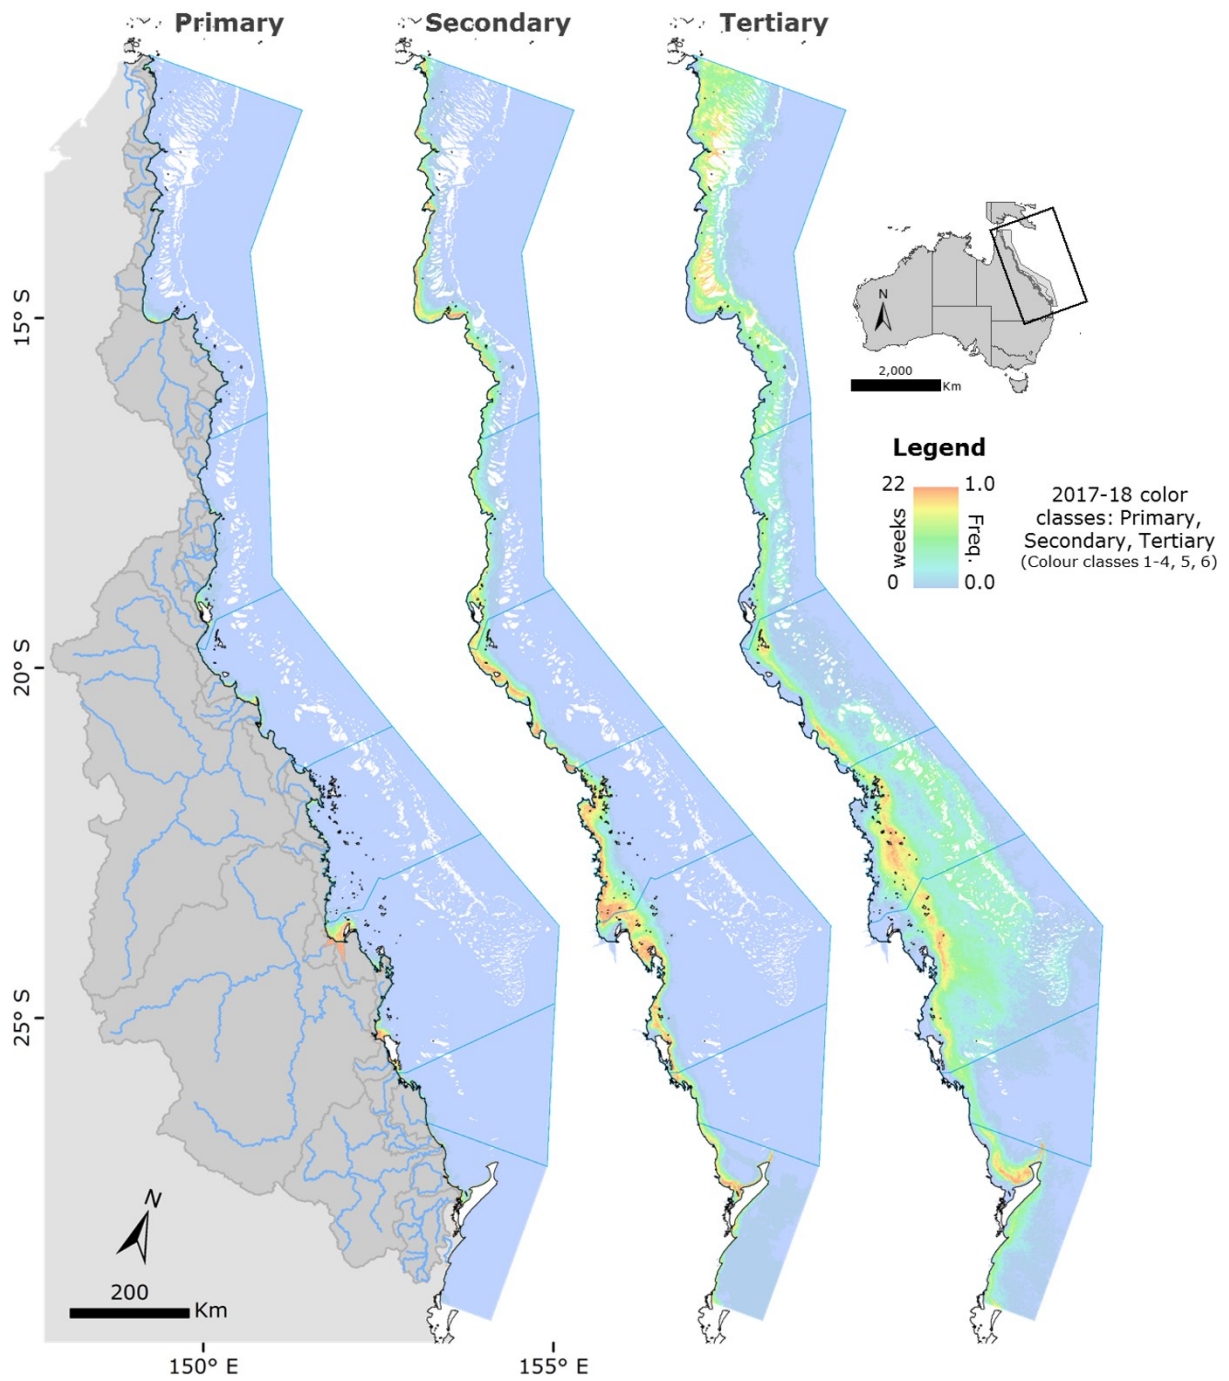 Primary
Secondary
Tertiary
15° S
20° S
25° S
N
2,000
Km
Legend
22
1.0
weeks
Freq.
0
0.0
2017-18 color
classes: Primary,
Secondary, Tertiary
(Colour classes 1-4, 5, 6)
N
200
Km
150° E
155° E